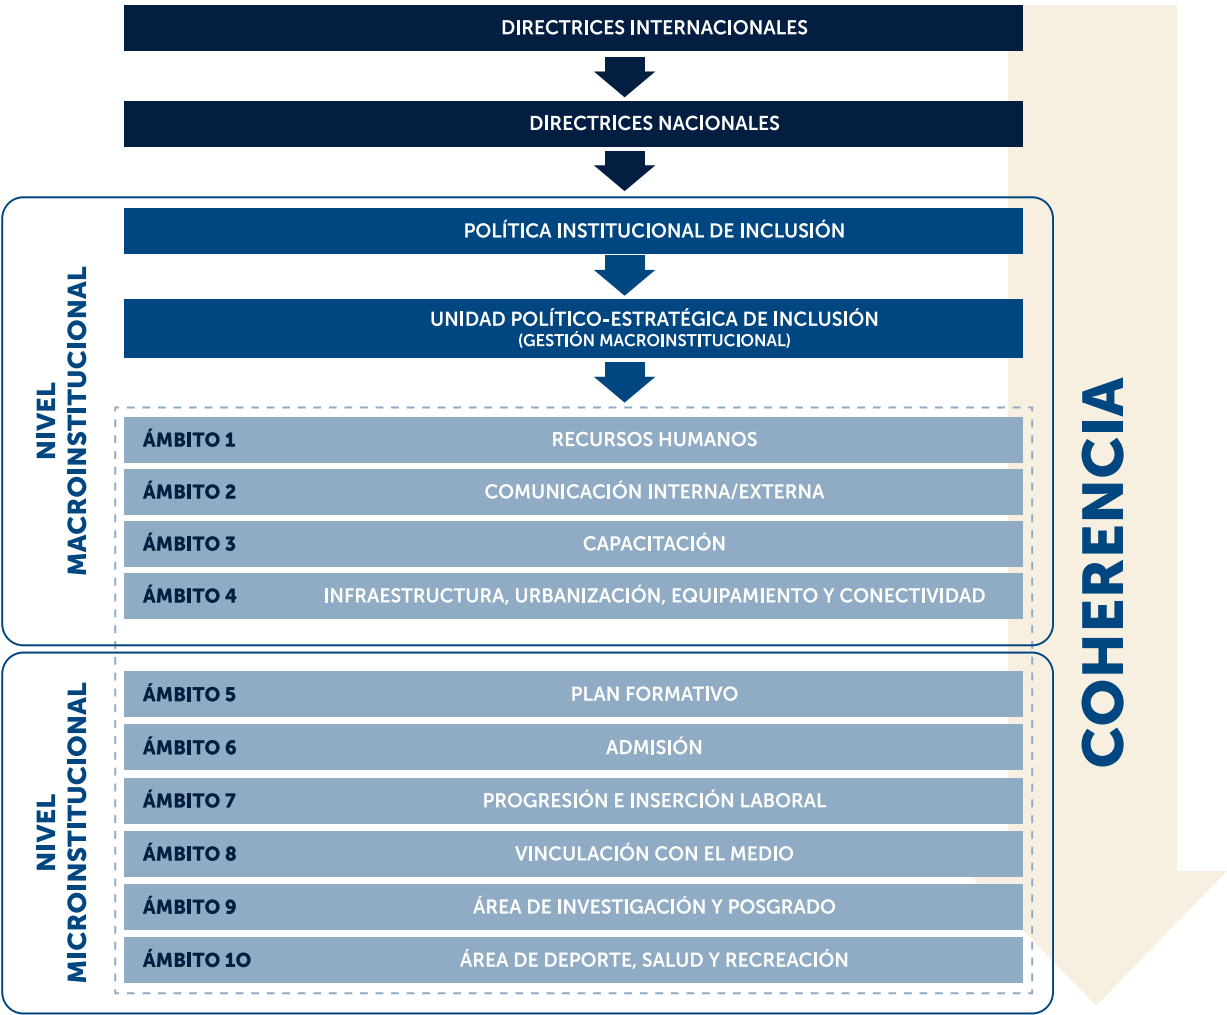 DIRECTRICES INTERNACIONALES
DIRECTRICES NACIONALES
NIVEL
MACROINSTITUCIONAL
POLÍTICA INSTITUCIONAL DE INCLUSIÓN
UNIDAD POLÍTICO-ESTRATÉGICA DE INCLUSIÓN
(GESTIÓN MACROINSTITUCIONAL)
ÁMBITO 1 RECURSOS HUMANOS
ÁMBITO 2 COMUNICACIÓN INTERNA/EXTERNA
ÁMBITO 3 CAPACITACIÓN
ÁMBITO 4 INFRAESTRUCTURA, URBANIZACIÓN, EQUIPAMIENTO Y CONECTIVIDAD
NIVEL
MICROINSTITUCIONAL
ÁMBITO 5 PLAN FORMATIVO
ÁMBITO 6 ADMISIÓN
ÁMBITO 7 PROGRESIÓN E INSERCIÓN LABORAL
ÁMBITO 8 VINCULACIÓN CON EL MEDIO
ÁMBITO 9 ÁREA DE INVESTIGACIÓN Y POSGRADO
ÁMBITO 10 ÁREA DE DEPORTE, SALUD Y RECREACIÓN
COHERENCIA